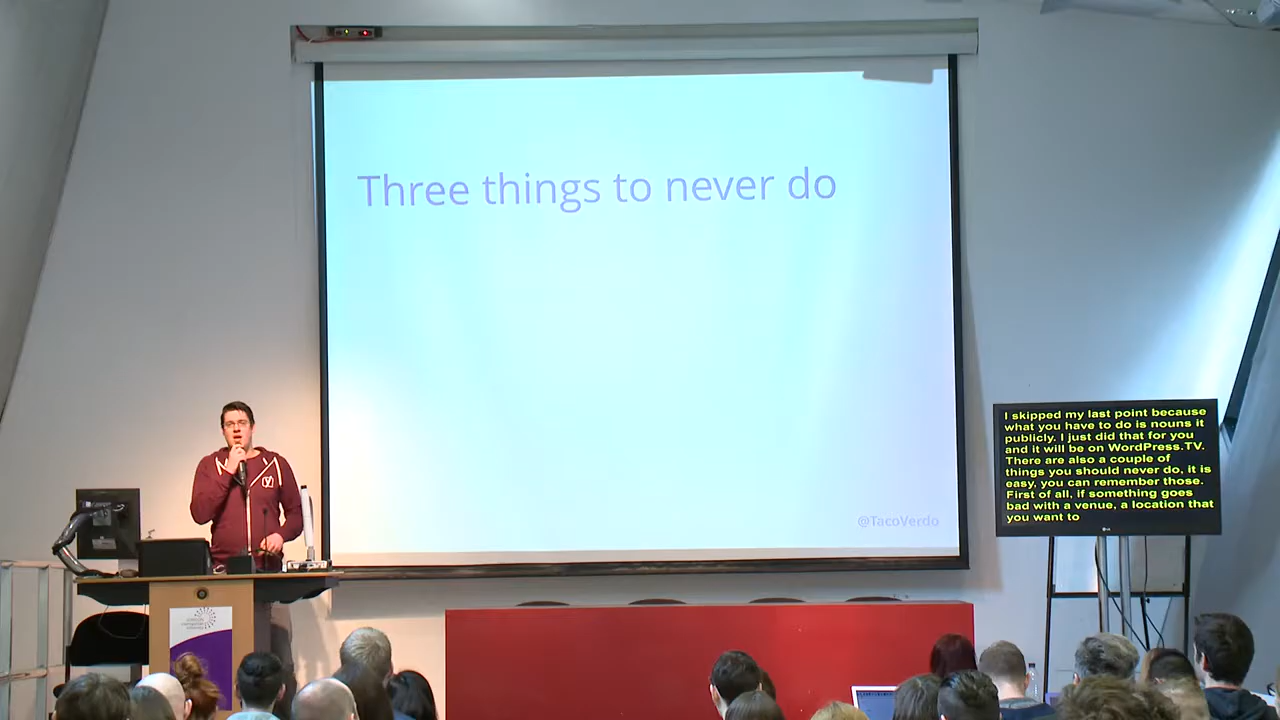 Three things to never do
@TacoVerdo
I skipped my last point because
what you have to do is nouns it
publicly. I just did that for you
and it will be on WordPress.TV.
There are also a couple of
things you should never do, it is
easy, you can remember those.
First of all, if something goes
bad with a venue, a location that
you want to